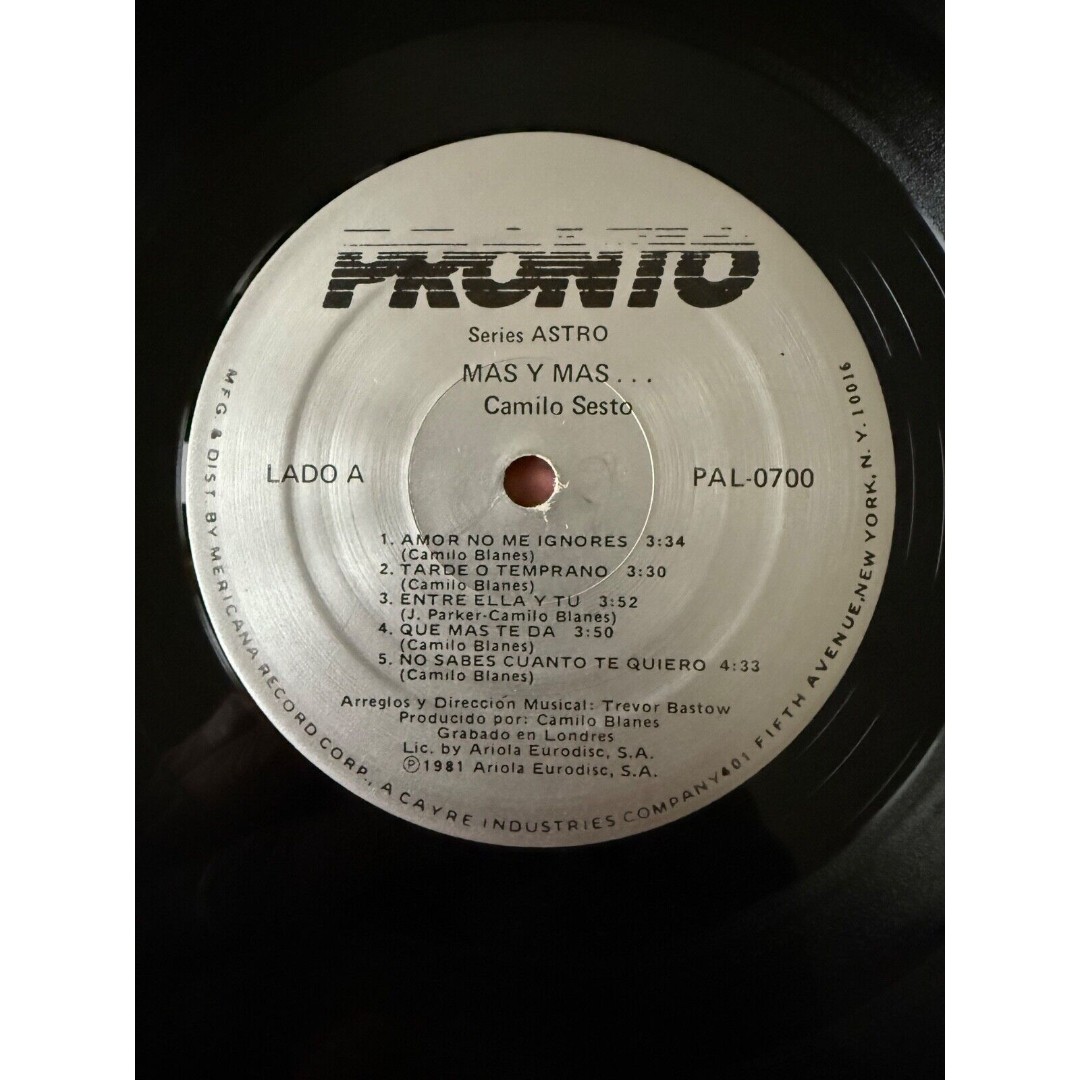 PRONTO
Series ASTRO
MAS Y MAS...
Camilo Sesto
LADO A
PAL-0700
1. AMOR NO ME IGNORES 3:34
(Camilo Blanes)
2. TARDE O TEMPRANO 3:30
(Camilo Blanes)
3. ENTRE ELLA Y TU 3:52
(J. Parker-Camilo Blanes)
4. QUE MAS TE DA 3:50
(Camilo Blanes)
5. NO SABES CUANTO TE QUIERO 4:33
(Camilo Blanes)
Arreglos y Dirección Musical: Trevor Bastow
Producido por: Camilo Blanes
Grabado en Londres
Lic. by Ariola Eurodisc, S.A.
Ⓟ1981 Ariola Eurodisc, S.A.
MFG. & DIST. BY MERICANA RECORD CORP., A CAYRE INDUSTRIES COMPANY 401 FIFTH AVENUE, NEW YORK, N. Y. 10016